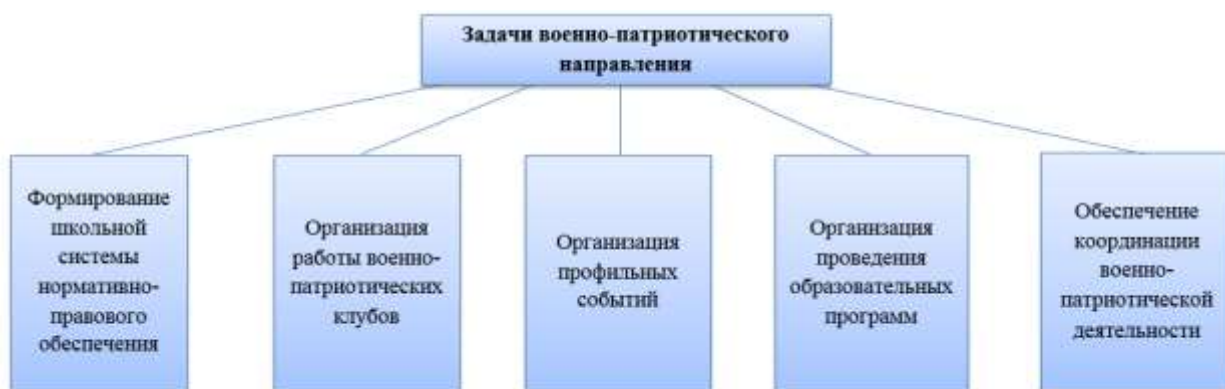 Задачи военно-патриотического
направления
Формирование
школьной
системы
нормативно-
правового
обеспечения
Организация
работы военно-
патриотических
клубов
Организация
профильных
событий
Организация
проведения
образовательных
программ
Обеспечение
координации
военно-
патриотической
деятельности